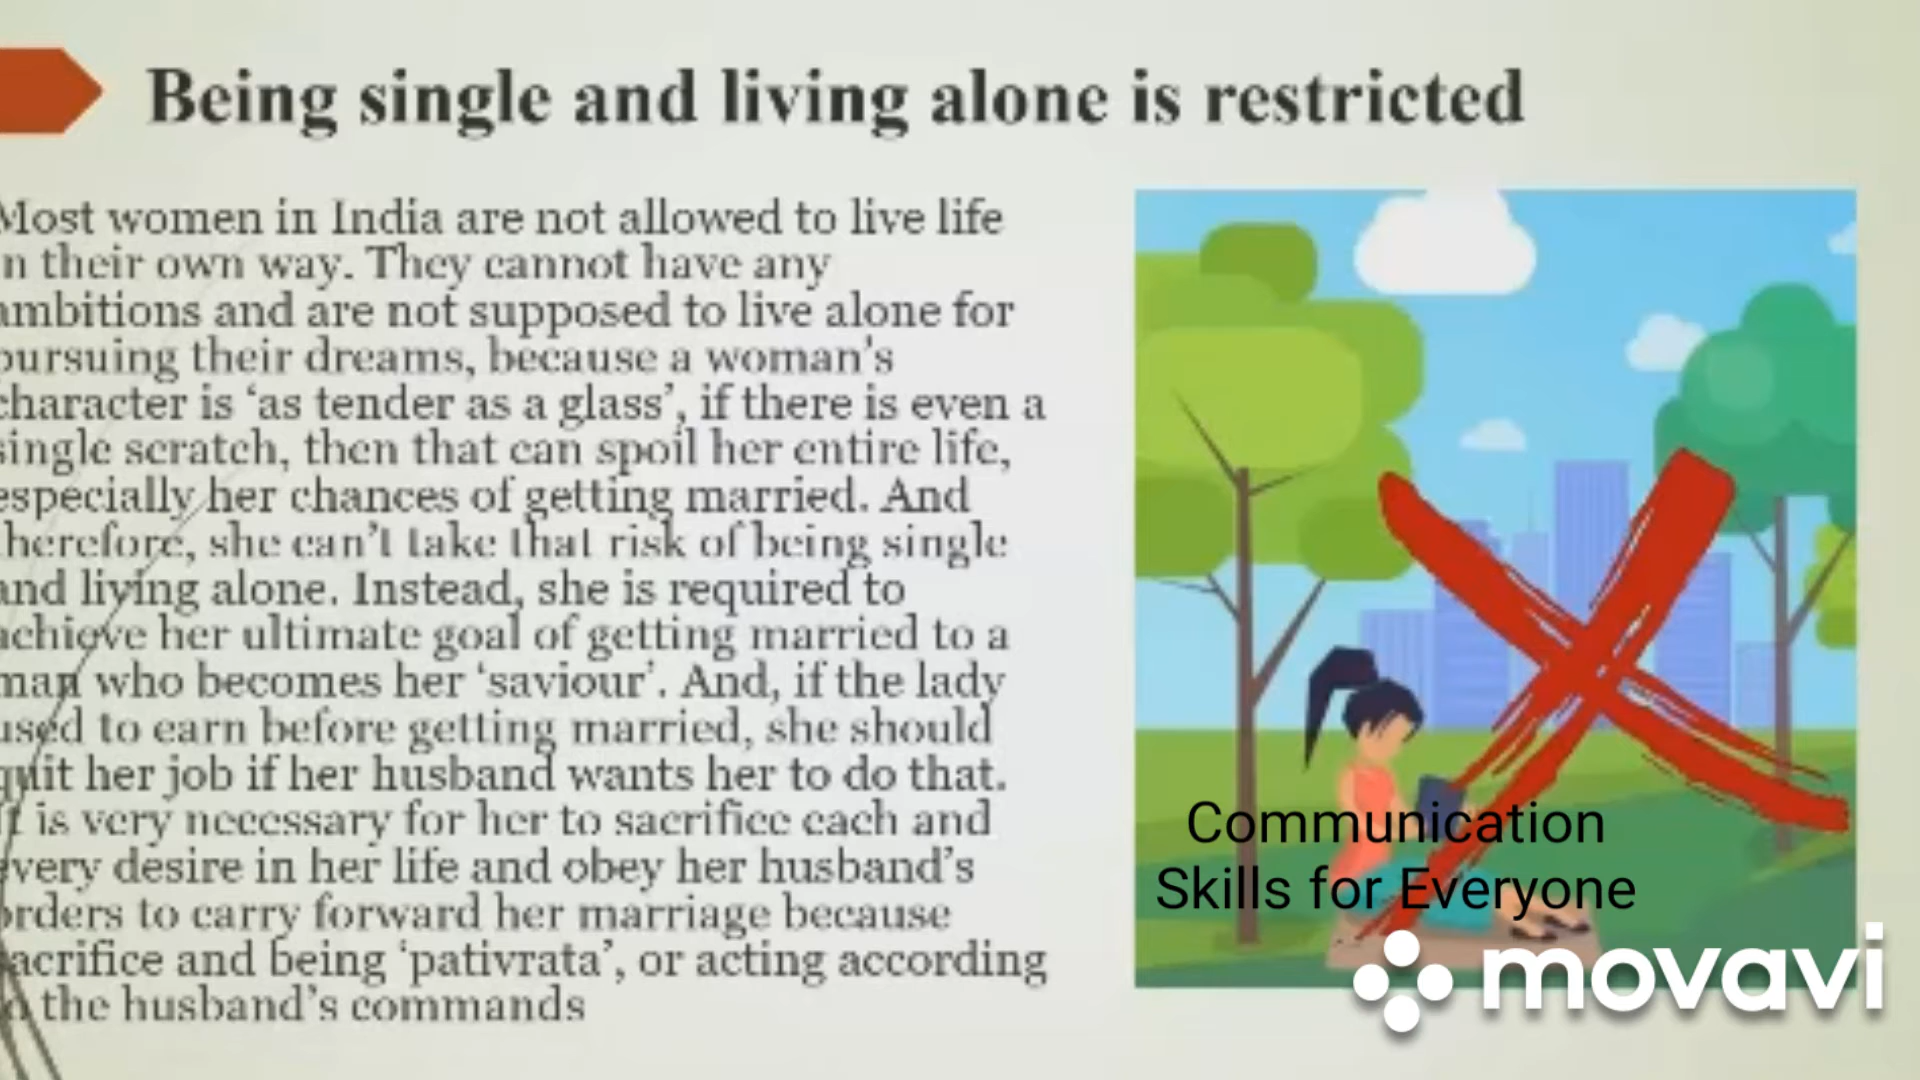 Being single and living alone is restricted
Most women in India are not allowed to live life
in their own way. They cannot have any
ambitions and are not supposed to live alone for
pursuing their dreams, because a woman's
character is ‘as tender as a glass’, if there is even a
single scratch, then that can spoil her entire life,
especially her chances of getting married. And
therefore, she can't take that risk of being single
and living alone. Instead, she is required to
achieve her ultimate goal of getting married to a
man who becomes her ‘saviour’. And, if the lady
used to earn before getting married, she should
quit her job if her husband wants her to do that.
It is very necessary for her to sacrifice each and
every desire in her life and obey her husband's
orders to carry forward her marriage because
sacrifice and being ‘pativrata’, or acting according
to the husband's commands
Communication
Skills for Everyone
movavi